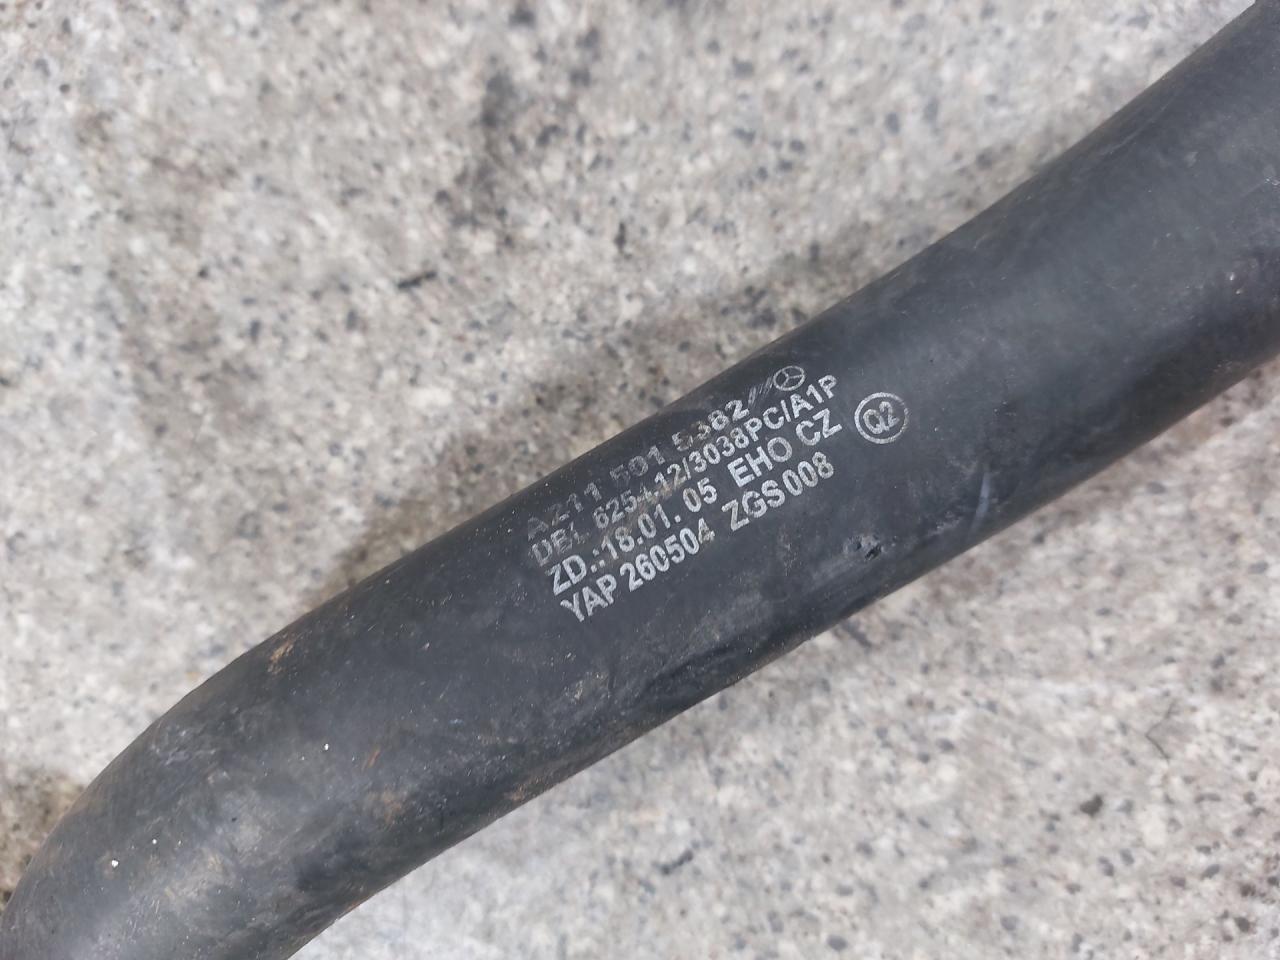 A211 501 5382
DBL 6254.12/3038PC/A1P
ZD.:18.01.05 EHO CZ
YAP 260504 ZGS008
Q2